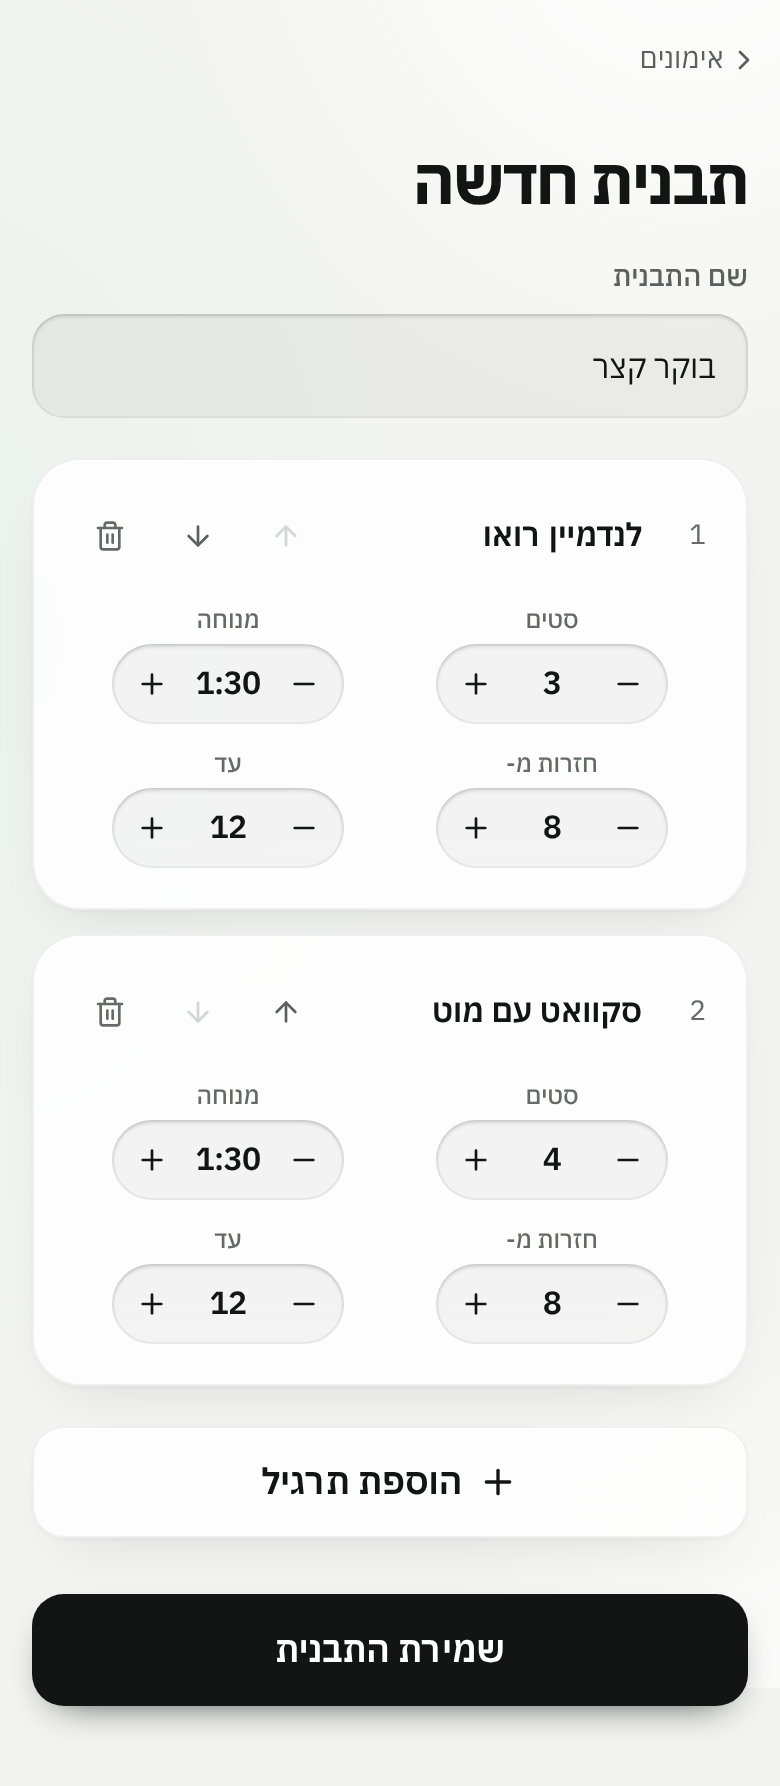 אימונים
תבנית חדשה
שם התבנית
בוקר קצר
1 לנדמיין רואו
סטים מנוחה
3 1:30
חזרות מ- עד
8 12
2 סקוואט עם מוט
סטים מנוחה
4 1:30
חזרות מ- עד
8 12
הוספת תרגיל
שמירת התבנית